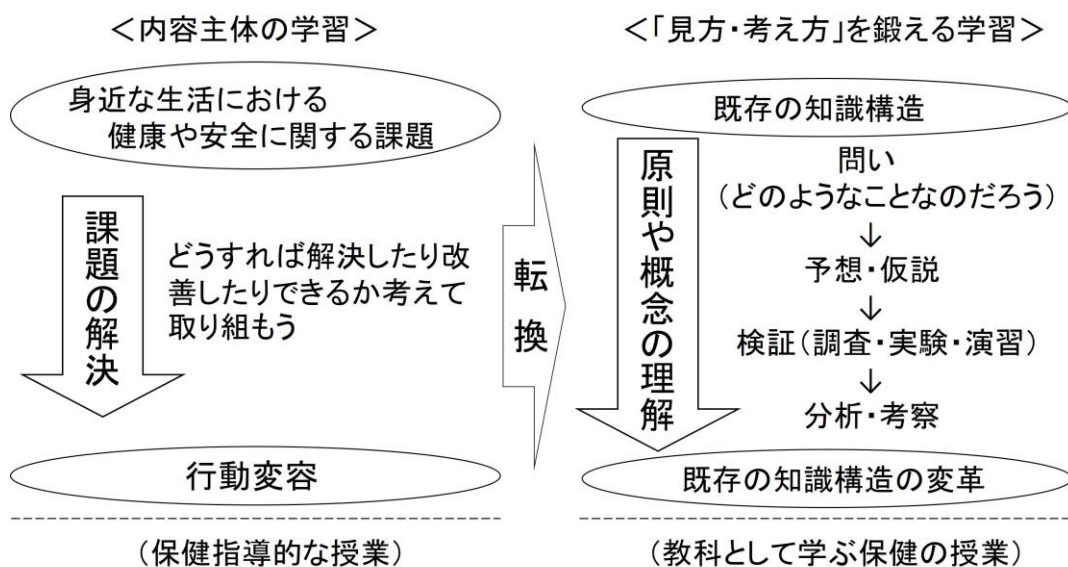 <内容主体の学習>
身近な生活における
健康や安全に関する課題
課題の解決
どうすれば解決したり改
善したりできるか考えて
取り組もう
行動変容
(保健指導的な授業)
転換
<「見方・考え方」を鍛える学習>
既存の知識構造
原則や概念の理解
問い
(どのようなことなのだろう)
↓
予想・仮説
↓
検証(調査・実験・演習)
↓
分析・考察
既存の知識構造の変革
(教科として学ぶ保健の授業)